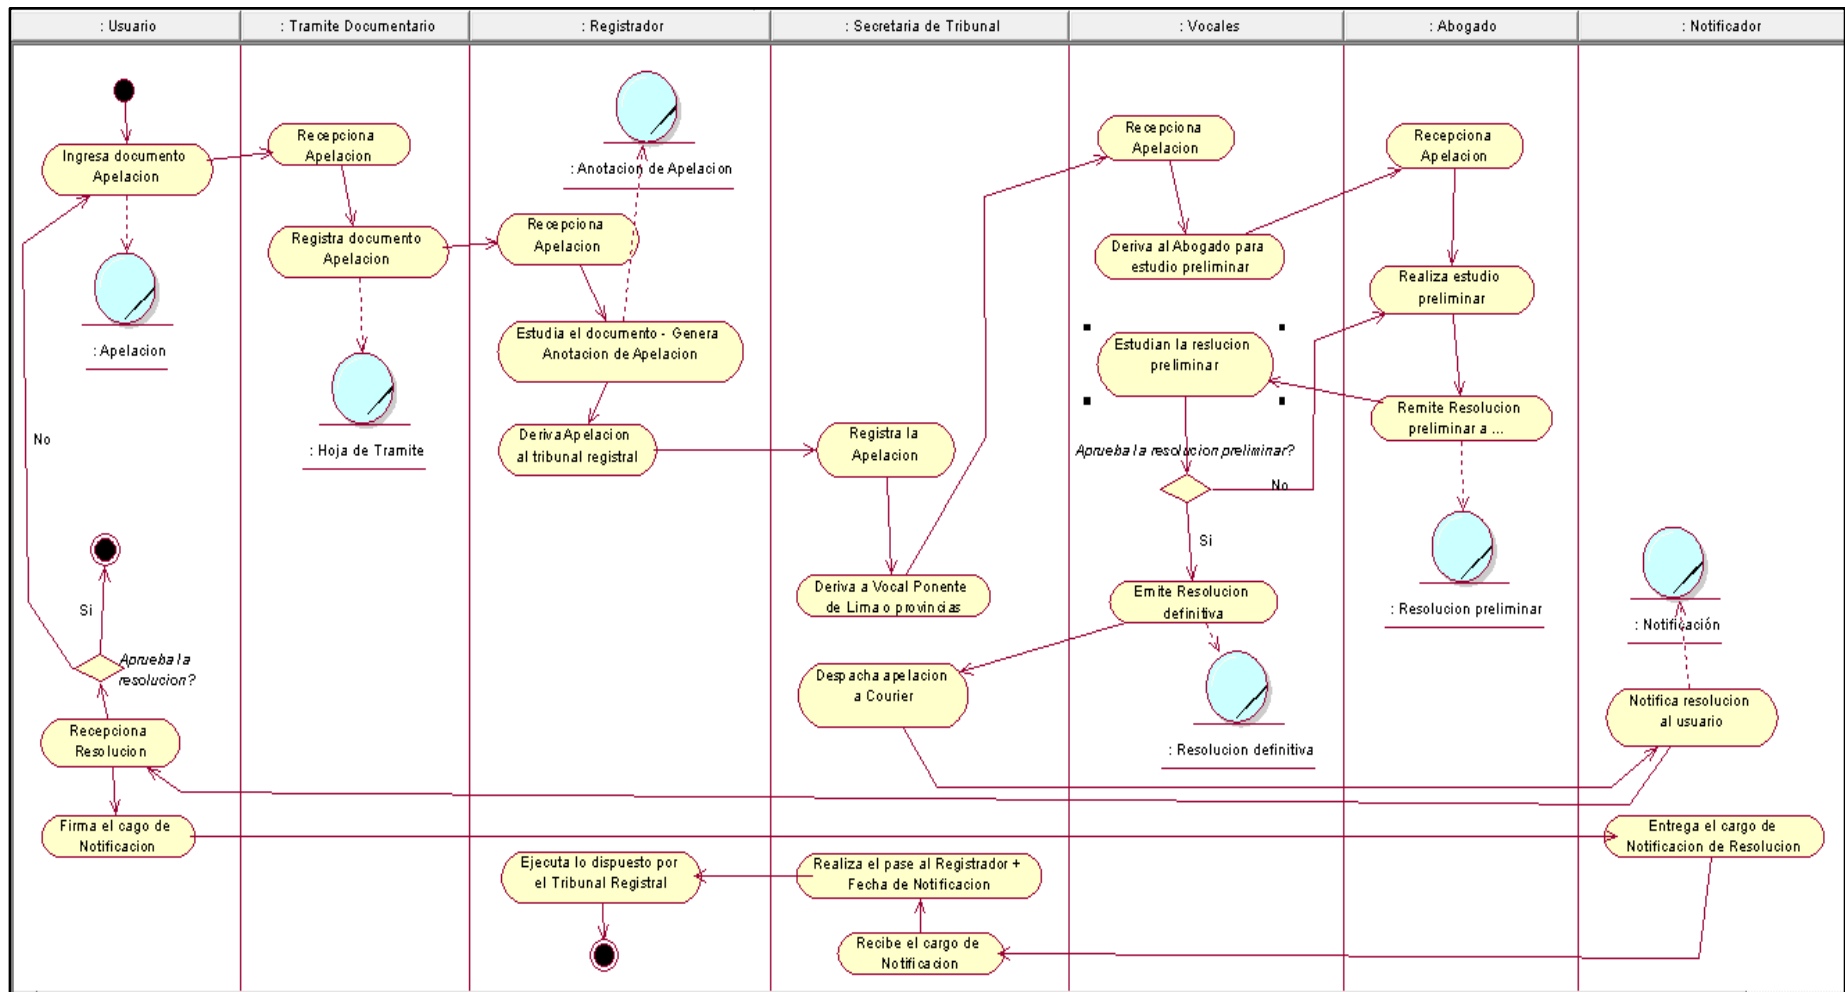 : Usuario
: Tramite Documentario
: Registrador
: Secretaria de Tribunal
: Vocales
: Abogado
: Notificador
Ingresa documento
Apelacion
: Apelacion
No
Si
Aprueba la
resolucion?
Recepciona
Resolucion
Firma el cago de
Notificacion
Recepciona
Apelacion
Registra documento
Apelacion
: Hoja de Tramite
: Anotacion de Apelacion
Recepciona
Apelacion
Estudia el documento - Genera
Anotacion de Apelacion
Deriva Apelacion
al tribunal registral
Ejecuta lo dispuesto por
el Tribunal Registral
Registra la
Apelacion
Deriva a Vocal Ponente
de Lima o provincias
Despacha apelacion
a Courier
Realiza el pase al Registrador +
Fecha de Notificacion
Recibe el cargo de
Notificacion
Recepciona
Apelacion
Deriva al Abogado para
estudio preliminar
Estudian la reslucion
preliminar
Aprueba la resolucion preliminar?
No
Si
Emite Resolucion
definitiva
: Resolucion definitiva
Recepciona
Apelacion
Realiza estudio
preliminar
Remite Resolucion
preliminar a ...
: Resolucion preliminar
: Notificación
Notifica resolucion
al usuario
Entrega el cargo de
Notificacion de Resolucion